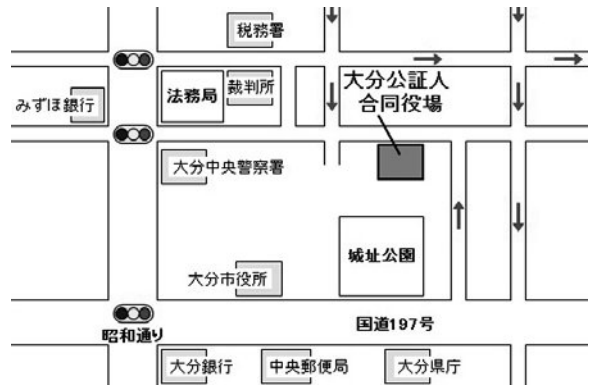 税務署
みずほ銀行
法務局
裁判所
大分公証人
合同役場
大分中央警察署
城址公園
大分市役所
昭和通り
国道197号
大分銀行
中央郵便局
大分県庁